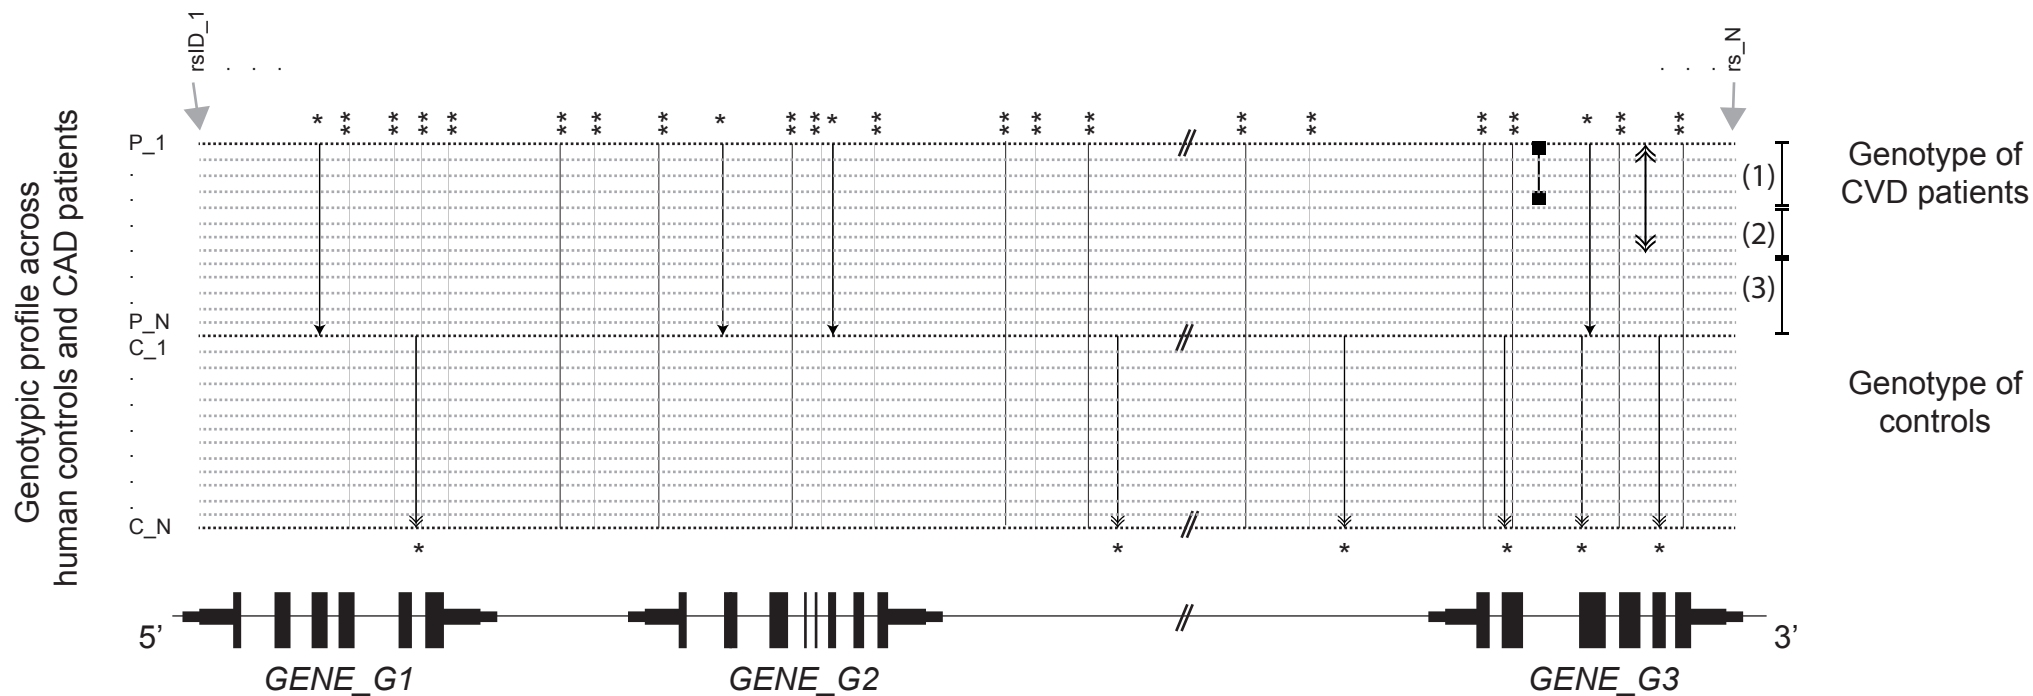 rsID_1
. . .
. . .
rs_N
* ** ** ** ** ** ** ** * ** ** * ** ** ** ** ** ** ** ** * ** **
Genotypic profile across
human controls and CAD patients
P_1
.
.
.
.
.
P_N
C_1
.
.
.
.
.
C_N
(1)
(2)
(3)
Genotype of
CVD patients
Genotype of
controls
* * * * * *
5’
3’
GENE_G1
GENE_G2
GENE_G3